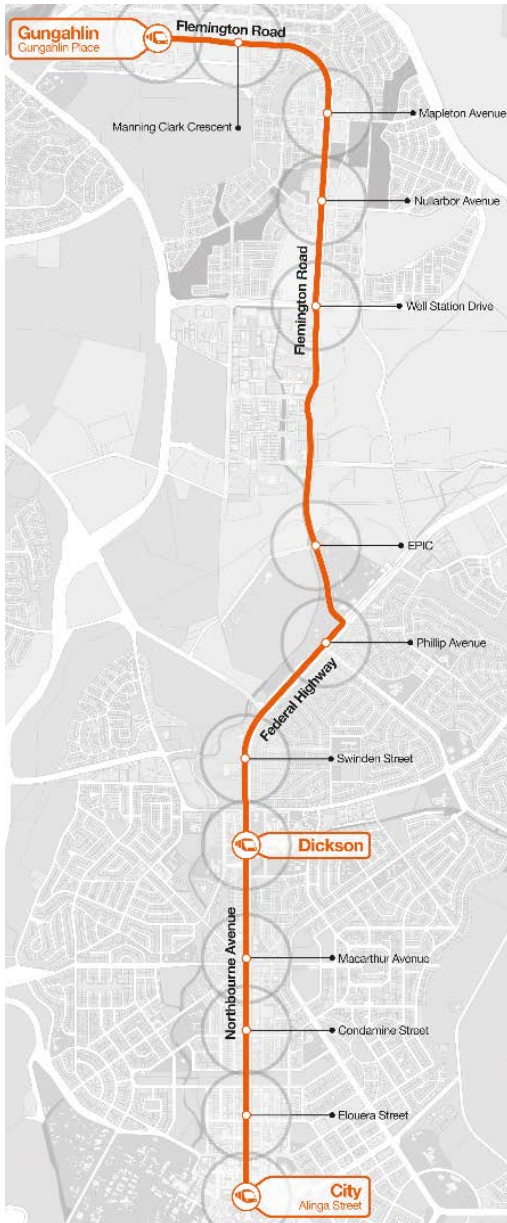 Flemington Road
Gungahlin
Gungahlin Place
Manning Clark Crescent
Mapleton Avenue
Nullarbor Avenue
Flemington Road
Well Station Drive
EPIC
Phillip Avenue
Federal Highway
Swinden Street
Dickson
Northbourne Avenue
Macarthur Avenue
Condamine Street
Elouera Street
City
Alinga Street